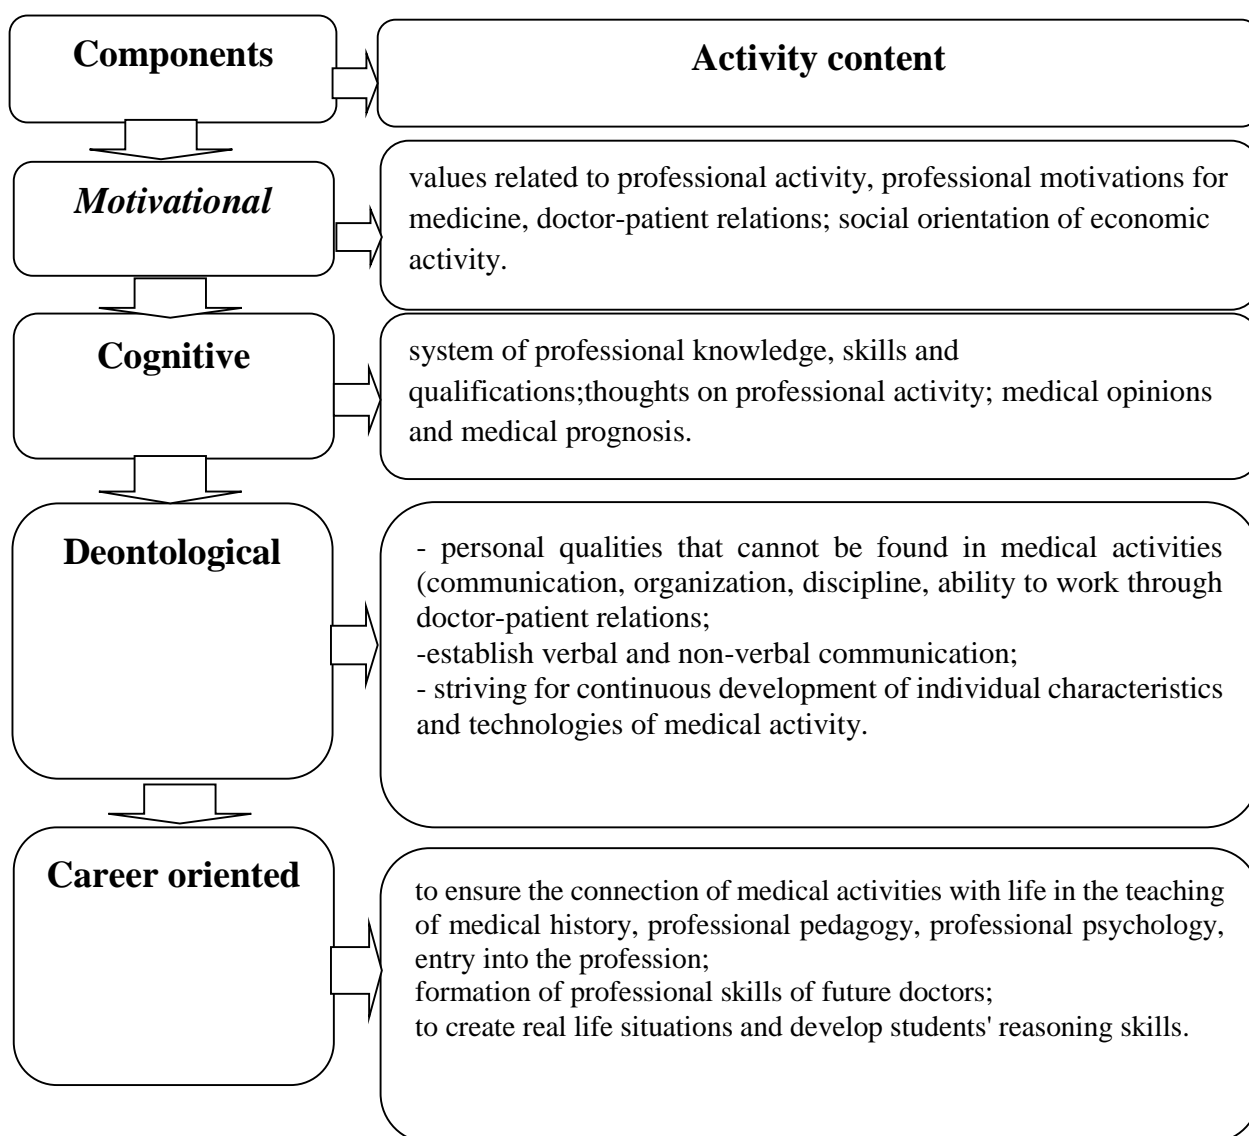 Components
Activity content
Motivational
values related to professional activity, professional motivations for
medicine, doctor-patient relations; social orientation of economic
activity.
Cognitive
system of professional knowledge, skills and
qualifications;thoughts on professional activity; medical opinions
and medical prognosis.
Deontological
- personal qualities that cannot be found in medical activities
(communication, organization, discipline, ability to work through
doctor-patient relations;
-establish verbal and non-verbal communication;
- striving for continuous development of individual characteristics
and technologies of medical activity.
Career oriented
to ensure the connection of medical activities with life in the teaching
of medical history, professional pedagogy, professional psychology,
entry into the profession;
formation of professional skills of future doctors;
to create real life situations and develop students' reasoning skills.